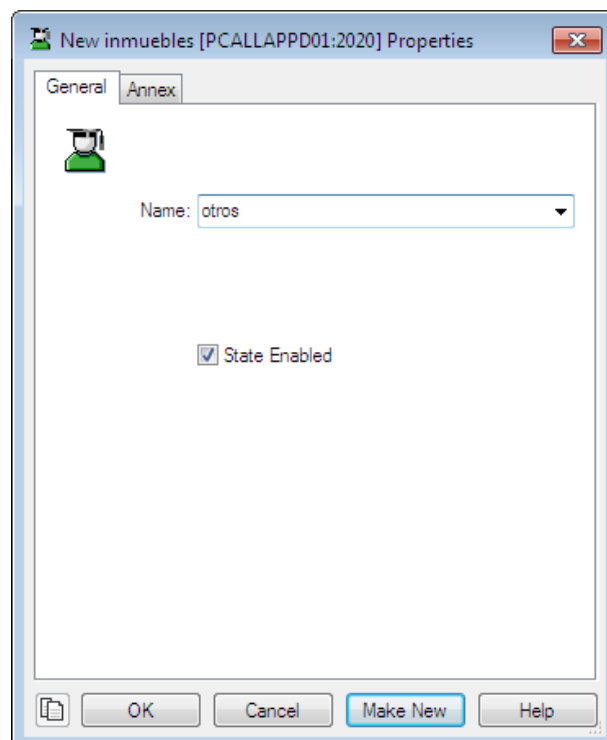 New inmuebles [PCALLAPPD01:2020] Properties
General Annex
Name: otros
State Enabled
OK Cancel Make New Help